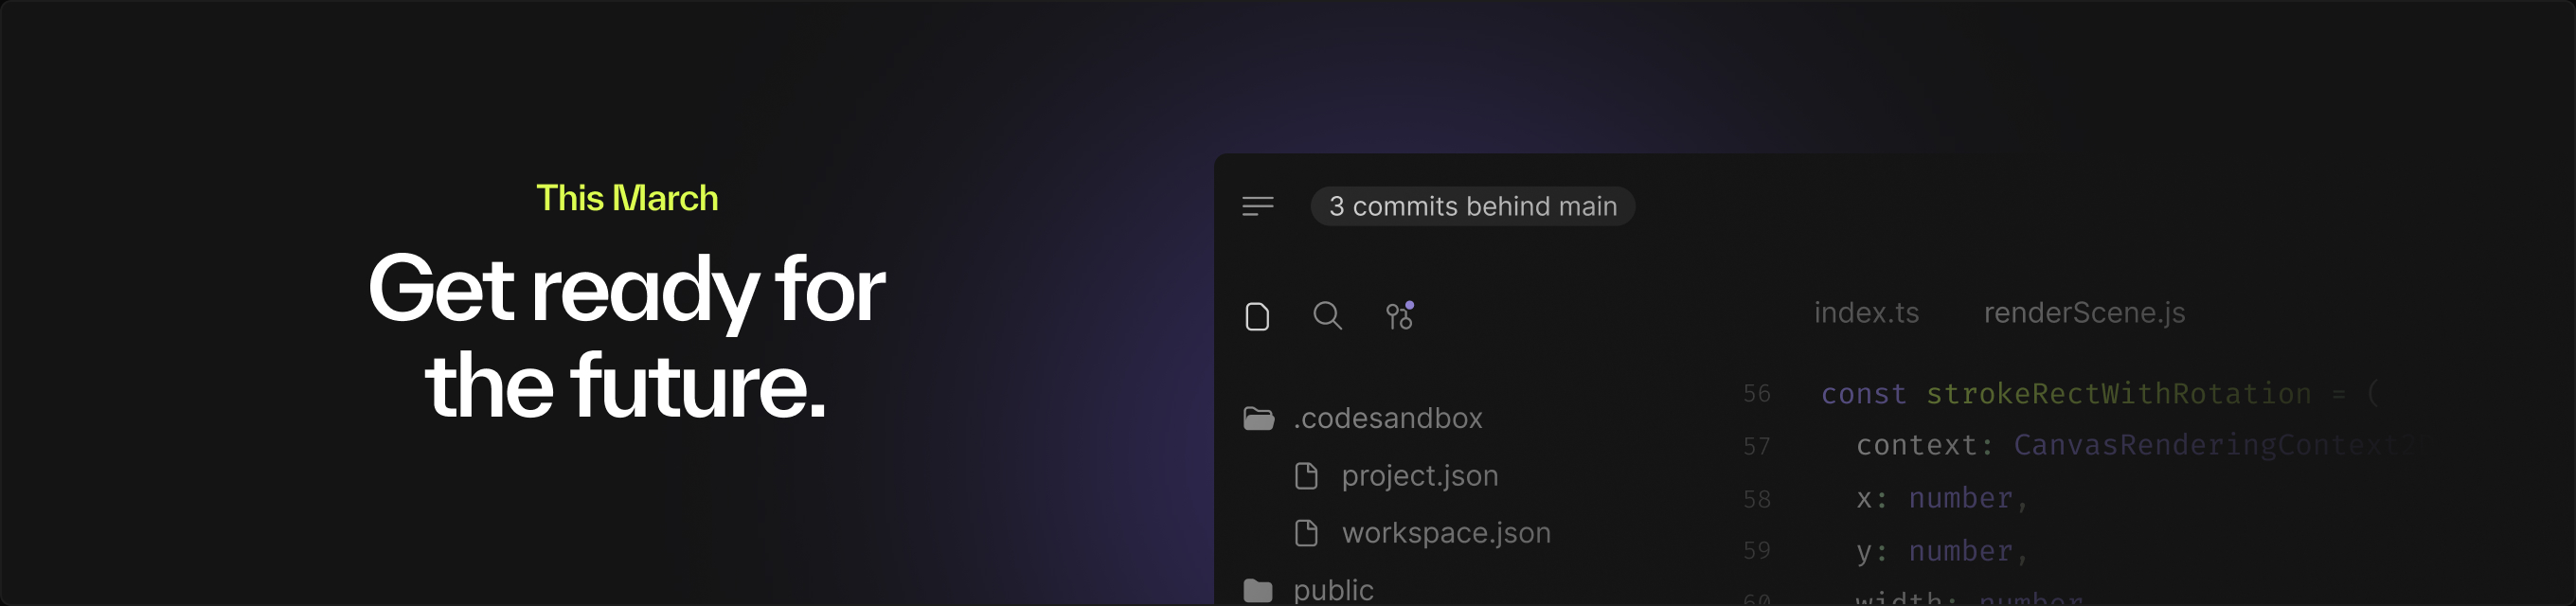 This March
Get ready for
the future.
3 commits behind main
index.ts renderScene.js
.codesandbox
project.json
workspace.json
public
56 const strokeRectWithRotation = (
57 context: CanvasRenderingContext2
58 x: number,
59 y: number,
60 width: number